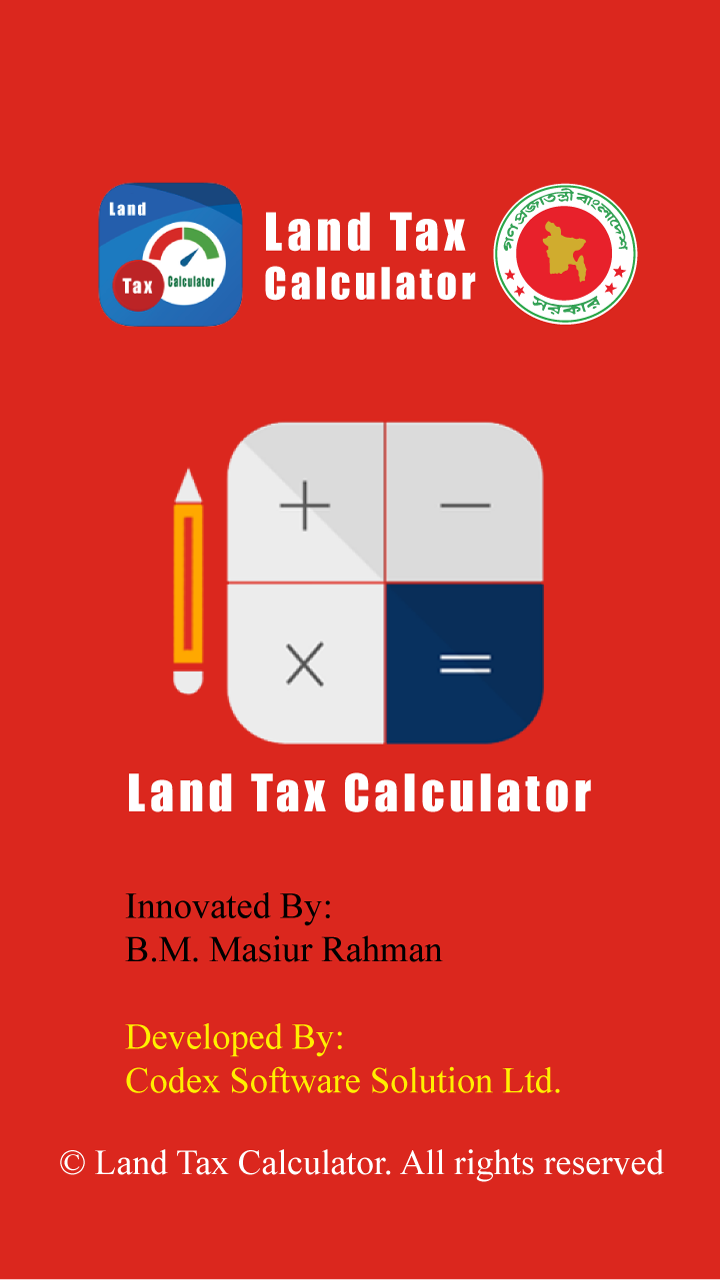 Land
Tax
Calculator
Land Tax
Calculator
গণ প্রজাতন্ত্রী বাংলাদেশ
সরকার
+
−
×
=
Land Tax Calculator
Innovated By:
B.M. Masiur Rahman
Developed By:
Codex Software Solution Ltd.
© Land Tax Calculator. All rights reserved